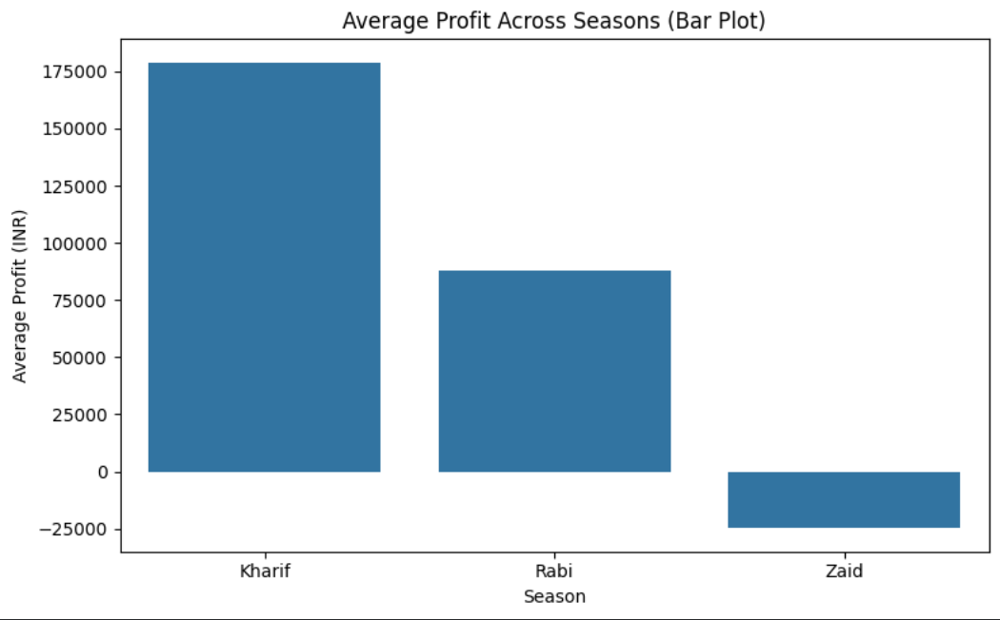 Average Profit Across Seasons (Bar Plot)
Average Profit (INR)
175000
150000
125000
100000
75000
50000
25000
0
−25000
Kharif Rabi Zaid
Season